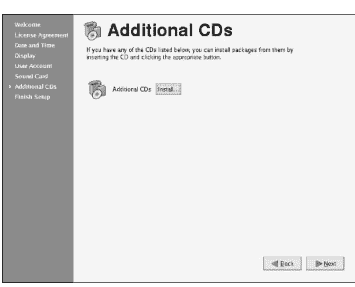 Welcome
License Agreement
Date and Time
Display
User Account
Sound Card
Additional CDs
Finish Setup
Additional CDs
If you have any of the CDs listed below, you can install packages from them by
inserting the CD and clicking the appropriate button.
Additional CDs Install...
Back Next